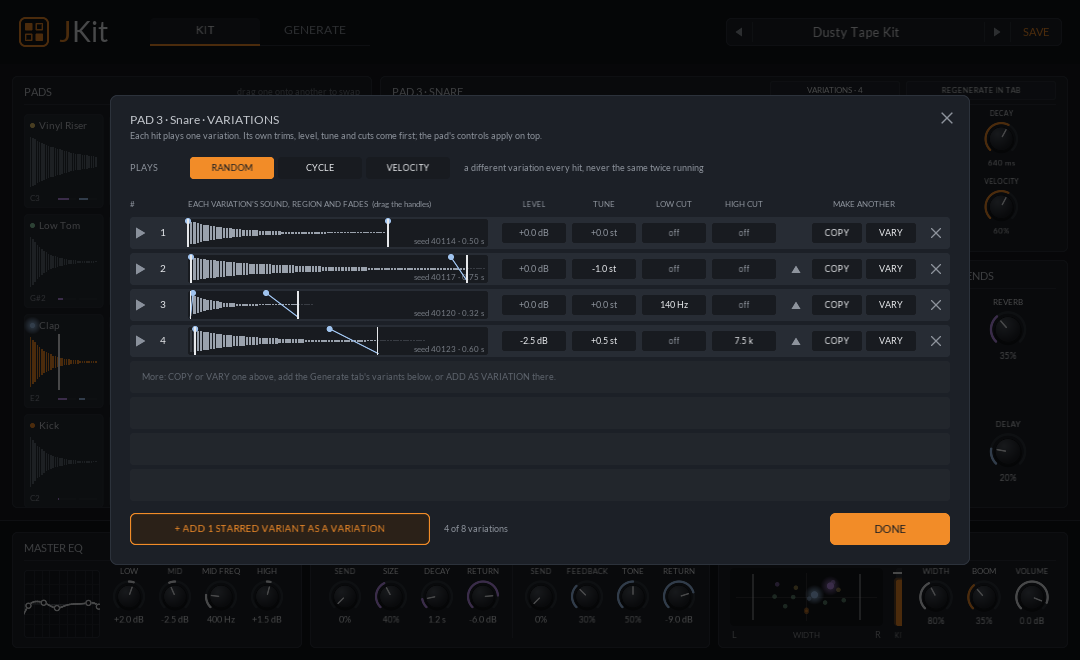 JKit
KIT
GENERATE
Dusty Tape Kit
SAVE
PADS
drag one onto another to swap
PAD 3 · SNARE
VARIATIONS · 4
REGENERATE IN TAB
Vinyl Riser
C3
Low Tom
G#2
Clap
E2
Kick
C2
DECAY
640 ms
VELOCITY
60%
ENDS
REVERB
35%
DELAY
20%
PAD 3 · Snare · VARIATIONS
Each hit plays one variation. Its own trims, level, tune and cuts come first; the pad's controls apply on top.
PLAYS
RANDOM
CYCLE
VELOCITY
a different variation every hit, never the same twice running
# EACH VARIATION'S SOUND, REGION AND FADES (drag the handles) LEVEL TUNE LOW CUT HIGH CUT MAKE ANOTHER
1 seed 40114 · 0.50 s +0.0 dB +0.0 st off off COPY VARY
2 seed 40117 · 0.75 s +0.0 dB -1.0 st off off COPY VARY
3 seed 40120 · 0.32 s +0.0 dB +0.0 st 140 Hz off COPY VARY
4 seed 40123 · 0.60 s -2.5 dB +0.5 st off 7.5 k COPY VARY
More: COPY or VARY one above, add the Generate tab's variants below, or ADD AS VARIATION there.
+ ADD 1 STARRED VARIANT AS A VARIATION
4 of 8 variations
DONE
MASTER EQ
LOW MID MID FREQ HIGH
+2.0 dB -2.5 dB 400 Hz +1.5 dB
SEND SIZE DECAY RETURN
0% 40% 1.2 s -6.0 dB
SEND FEEDBACK TONE RETURN
0% 30% 50% -9.0 dB
L WIDTH R
WIDTH BOOM VOLUME
80% 35% 0.0 dB